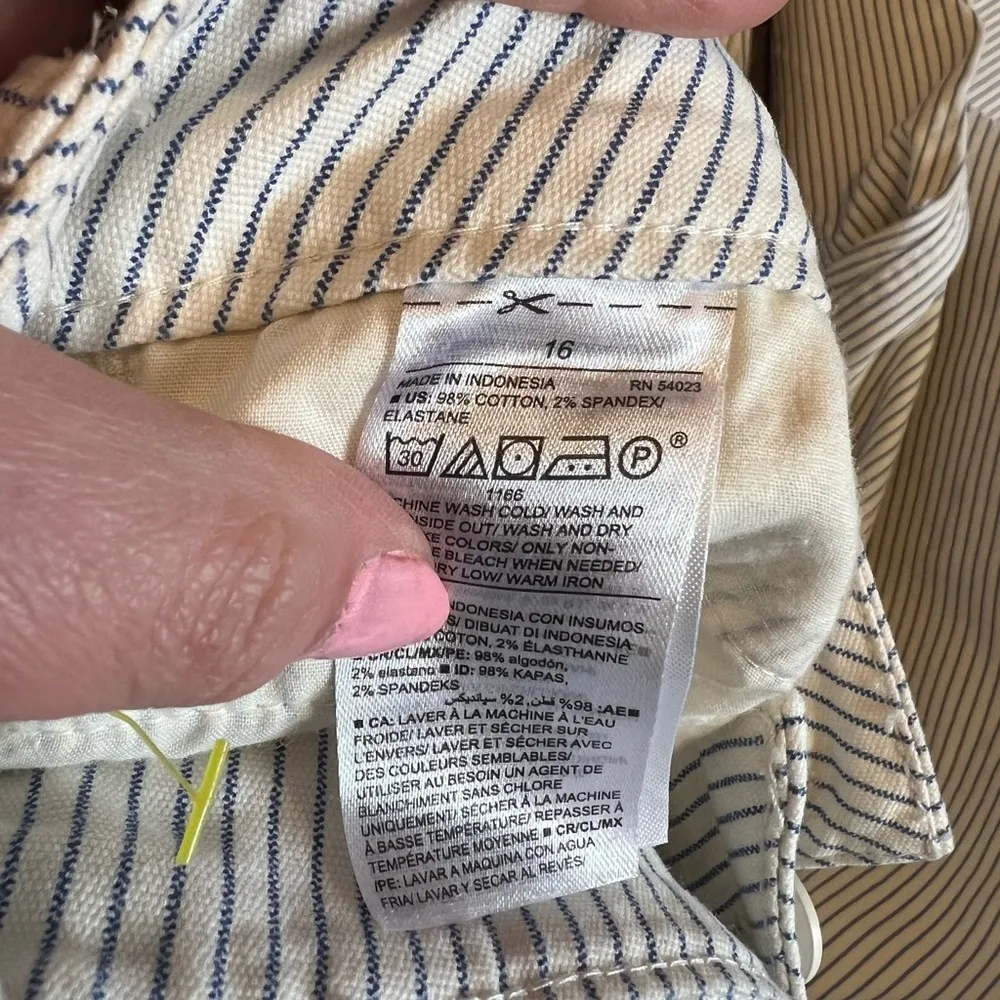 16
MADE IN INDONESIA RN 54023
■ US: 98% COTTON, 2% SPANDEX/
ELASTANE
30 P ®
1166
CHINE WASH COLD/ WASH AND
SIDE OUT/ WASH AND DRY
KE COLORS/ ONLY NON-
E BLEACH WHEN NEEDED/
RY LOW/ WARM IRON
INDONESIA CON INSUMOS
S/ DIBUAT DI INDONESIA
COTON, 2% ÉLASTHANNE ■
CR/CL/MX/PE: 98% algodón,
2% elastano ■ ID: 98% KAPAS,
2% SPANDEKS
■AE: 98% قطن, 2% سباندیکس
■ CA: LAVER À LA MACHINE À L'EAU
FROIDE/ LAVER ET SÉCHER SUR
L'ENVERS/ LAVER ET SÉCHER AVEC
DES COULEURS SEMBLABLES/
UTILISER AU BESOIN UN AGENT DE
BLANCHIMENT SANS CHLORE
UNIQUEMENT/ SÉCHER À LA MACHINE
À BASSE TEMPÉRATURE/ REPASSER À
TEMPÉRATURE MOYENNE ■ CR/CL/MX
/PE: LAVAR A MAQUINA CON AGUA
FRIA/ LAVAR Y SECAR AL REVÉS/